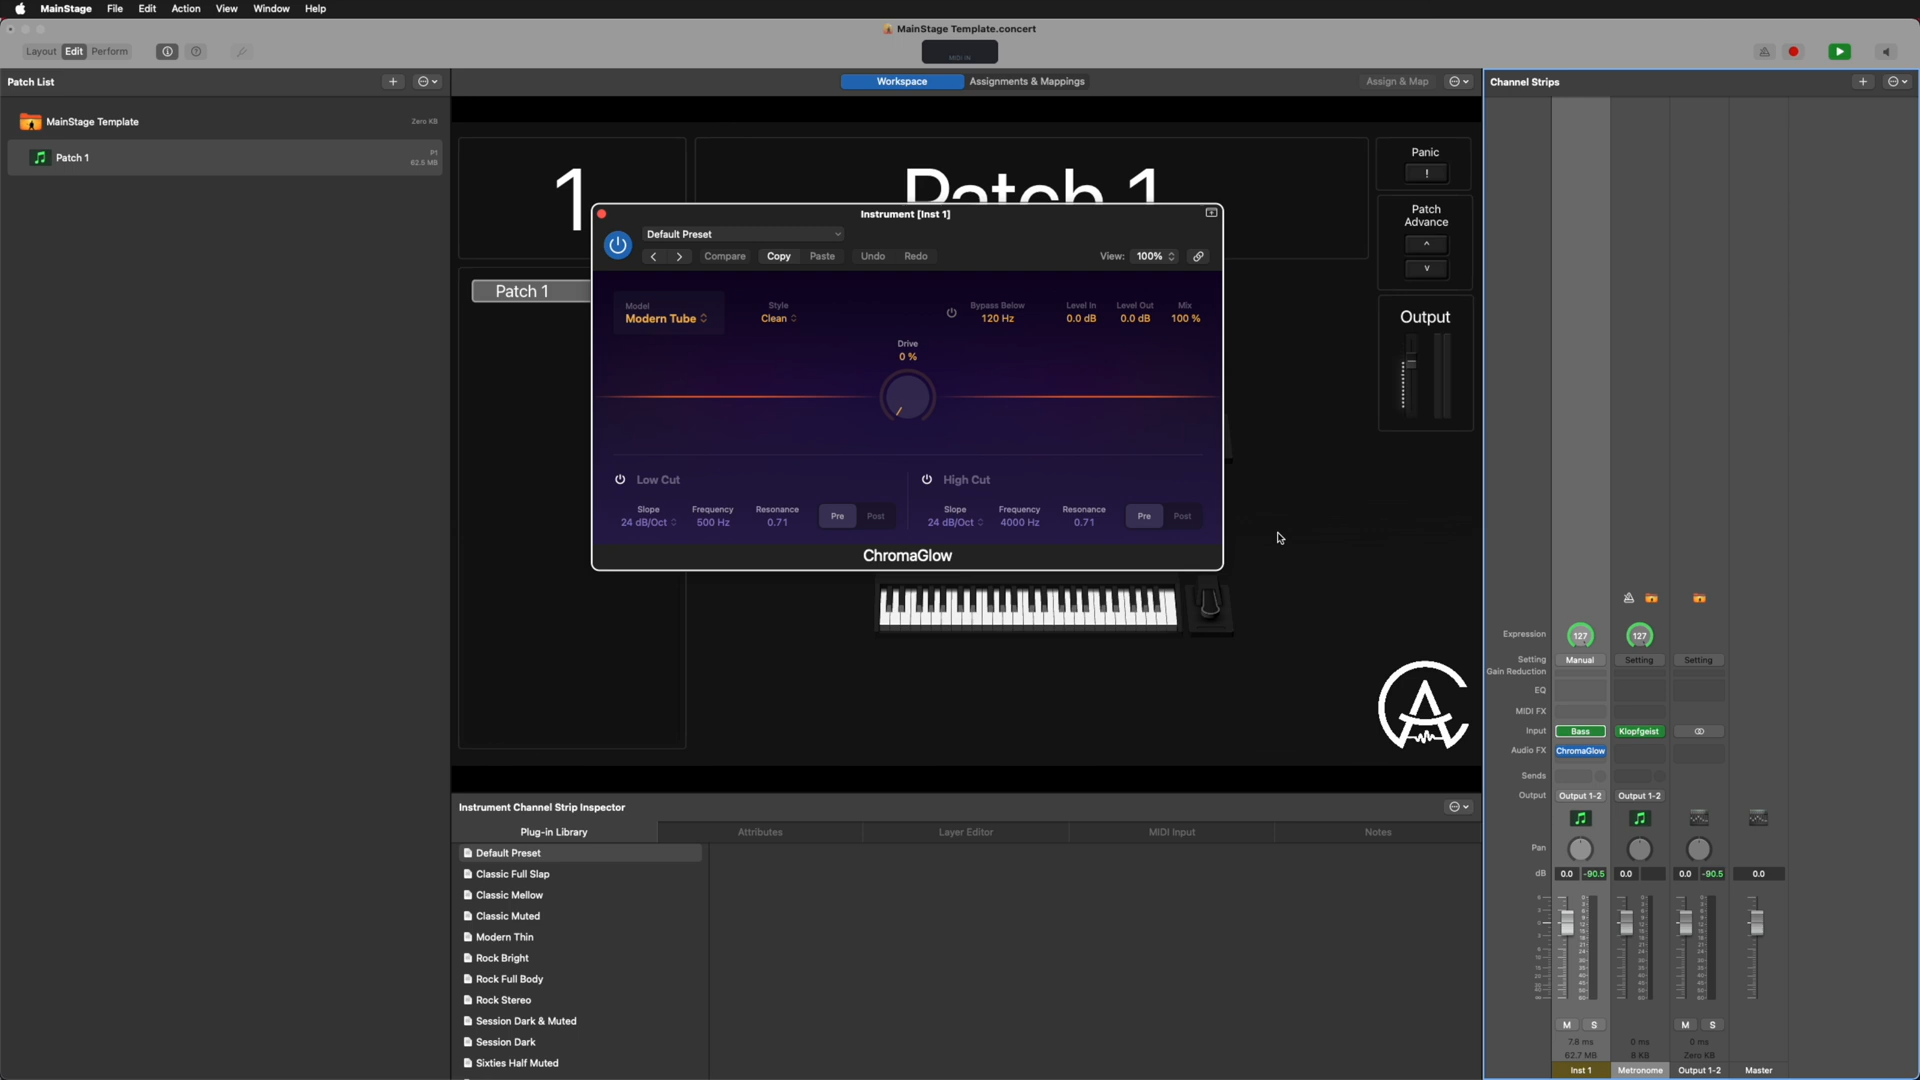 MainStage File Edit Action View Window Help
MainStage Template.concert
Layout Edit Perform
MIDI IN
Patch List
Workspace Assignments & Mappings
Assign & Map
Channel Strips
MainStage Template
Zero KB
Patch 1
P1
62.5 MB
1
Patch 1
Panic
!
Patch
Advance
Output
Patch 1
Instrument [Inst 1]
Default Preset
Compare Copy Paste Undo Redo
View: 100%
Model
Modern Tube
Style
Clean
Bypass Below
120 Hz
Level In
0.0 dB
Level Out
0.0 dB
Mix
100 %
Drive
0 %
Low Cut
Slope
24 dB/Oct
Frequency
500 Hz
Resonance
0.71
Pre Post
High Cut
Slope
24 dB/Oct
Frequency
4000 Hz
Resonance
0.71
Pre Post
ChromaGlow
Instrument Channel Strip Inspector
Plug-in Library Attributes Layer Editor MIDI Input Notes
Default Preset
Classic Full Slap
Classic Mellow
Classic Muted
Modern Thin
Rock Bright
Rock Full Body
Rock Stereo
Session Dark & Muted
Session Dark
Sixties Half Muted
Expression 127 127
Setting Manual Setting Setting
Gain Reduction
EQ
MIDI FX
Input Bass Klopfgeist
Audio FX ChromaGlow
Sends
Output Output 1-2 Output 1-2
Pan
dB 0.0 -90.5 0.0 0.0 -90.5 0.0
M S M S
7.8 ms 0 ms 0 ms
62.7 MB 8 KB Zero KB
Inst 1 Metronome Output 1-2 Master